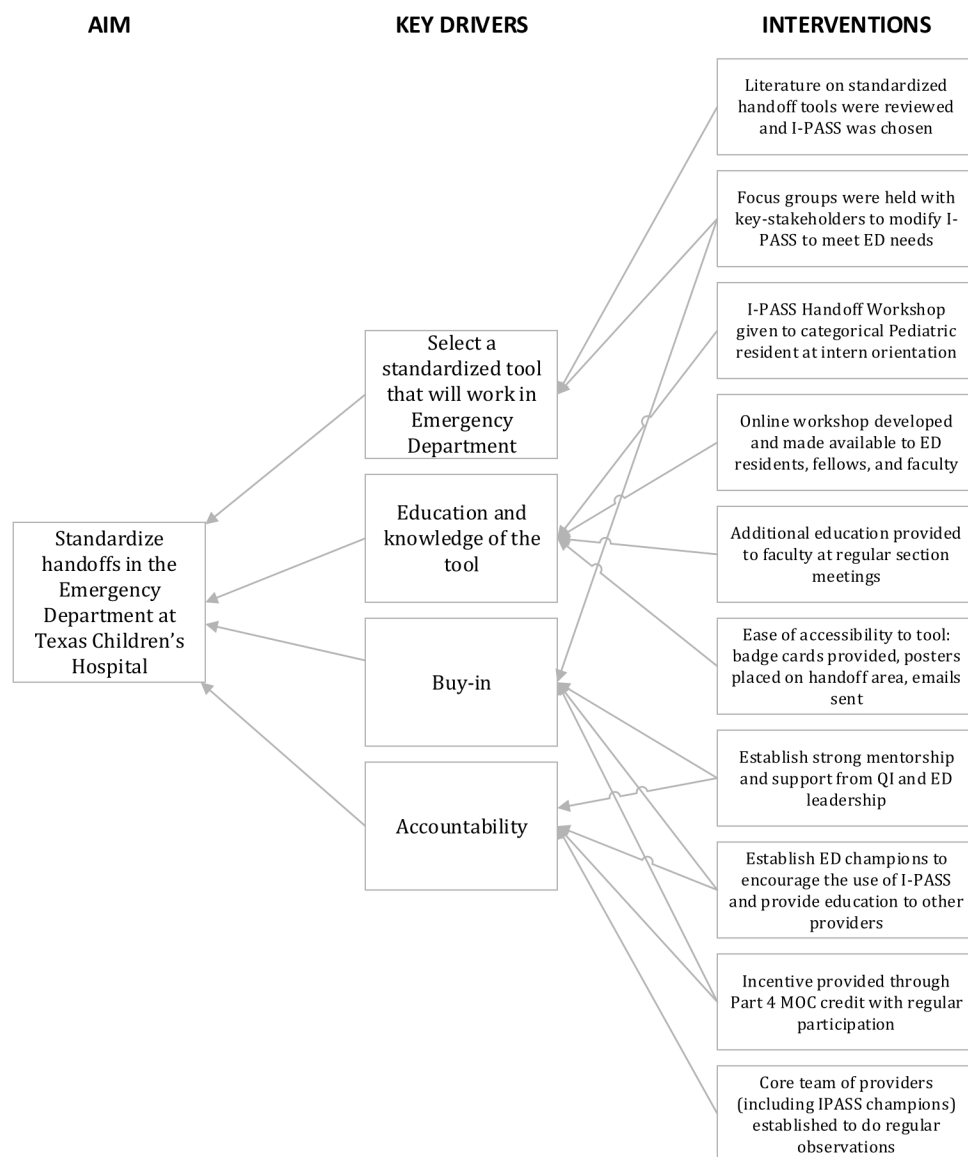 AIM
KEY DRIVERS
INTERVENTIONS
Standardize
handoffs in the
Emergency
Department at
Texas Children’s
Hospital
Select a
standardized tool
that will work in
Emergency
Department
Education and
knowledge of the
tool
Buy-in
Accountability
Literature on standardized
handoff tools were reviewed
and I-PASS was chosen
Focus groups were held with
key-stakeholders to modify I-
PASS to meet ED needs
I-PASS Handoff Workshop
given to categorical Pediatric
resident at intern orientation
Online workshop developed
and made available to ED
residents, fellows, and faculty
Additional education provided
to faculty at regular section
meetings
Ease of accessibility to tool:
badge cards provided, posters
placed on handoff area, emails
sent
Establish strong mentorship
and support from QI and ED
leadership
Establish ED champions to
encourage the use of I-PASS
and provide education to other
providers
Incentive provided through
Part 4 MOC credit with regular
participation
Core team of providers
(including IPASS champions)
established to do regular
observations